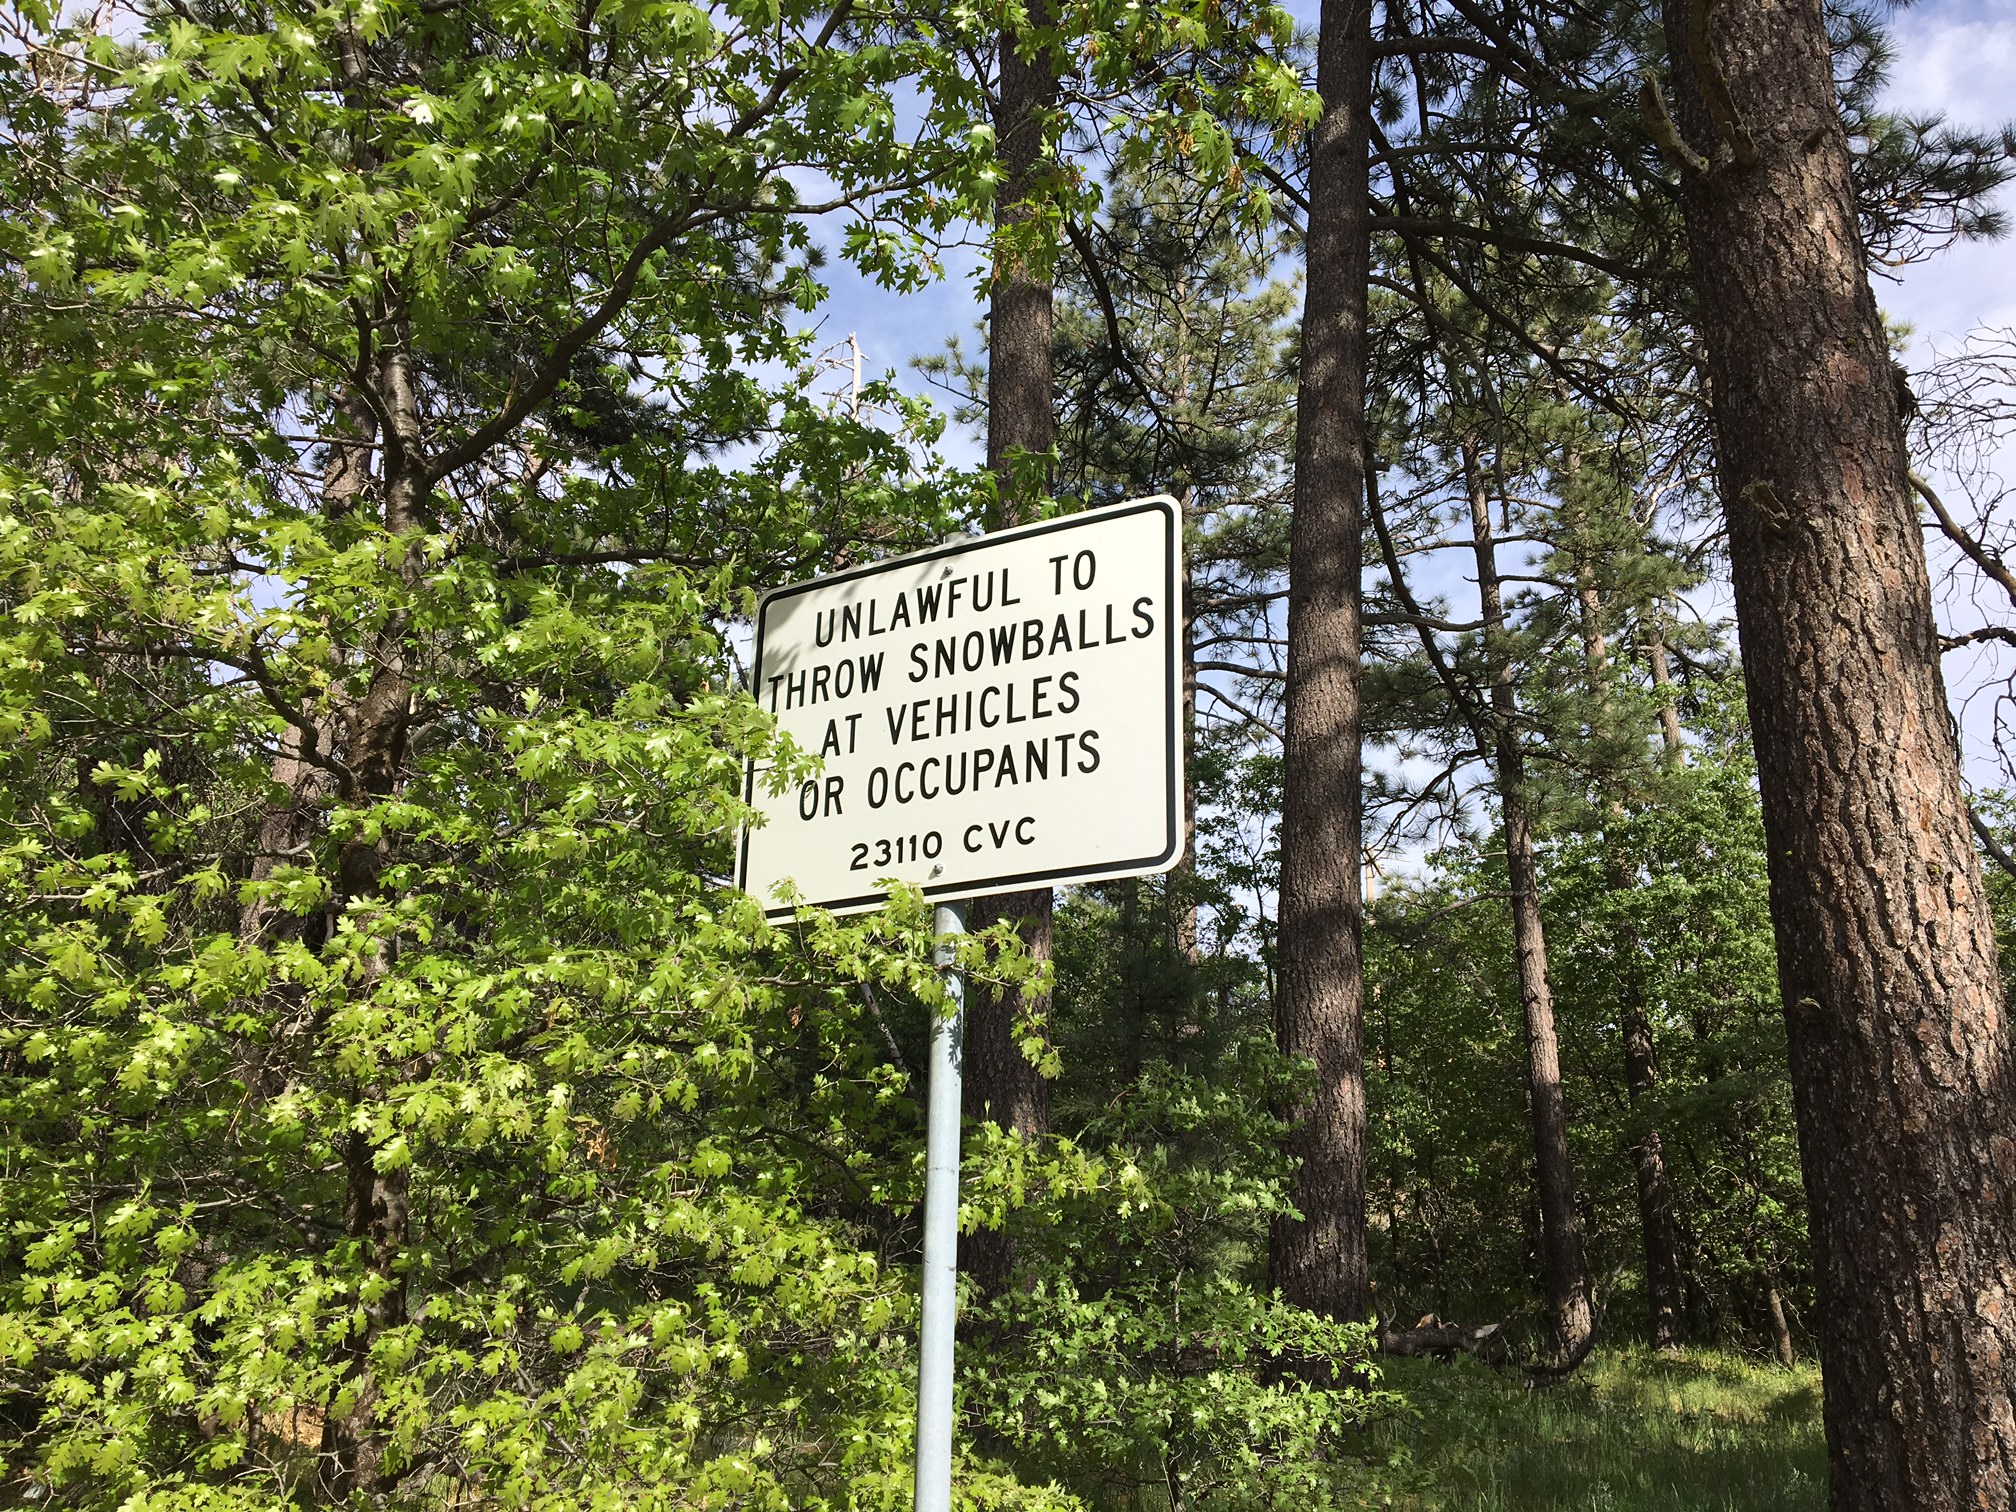 UNLAWFUL TO
THROW SNOWBALLS
AT VEHICLES
OR OCCUPANTS
23110 CVC